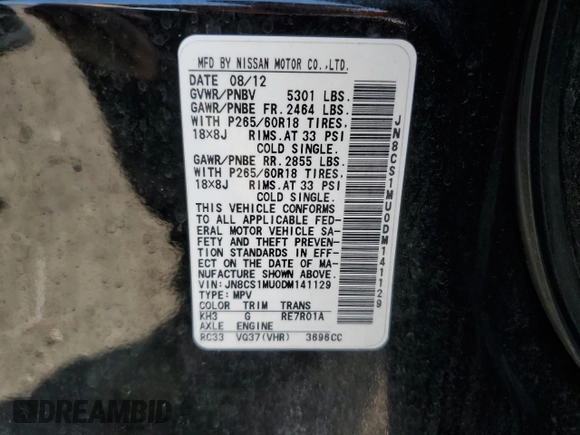 MFD BY NISSAN MOTOR CO.,LTD.
DATE 08/12
GVWR/PNBV 5301 LBS.
GAWR/PNBE FR. 2464 LBS.
WITH P265/60R18 TIRES.
18X8J RIMS.AT 33 PSI
COLD SINGLE.
GAWR/PNBE RR. 2855 LBS.
WITH P265/60R18 TIRES.
18X8J RIMS.AT 33 PSI
COLD SINGLE.
THIS VEHICLE CONFORMS
TO ALL APPLICABLE FED-
ERAL MOTOR VEHICLE SA-
FETY AND THEFT PREVEN-
TION STANDARDS IN EFF-
ECT ON THE DATE OF MA-
NUFACTURE SHOWN ABOVE.
VIN: JN8CS1MU0DM141129
TYPE: MPV
COLOR TRIM TRANS
KH3 G RE7R01A
AXLE ENGINE
RC33 VQ37(VHR) 3696CC
JN8CS1MU0DM141129
DREAMBID